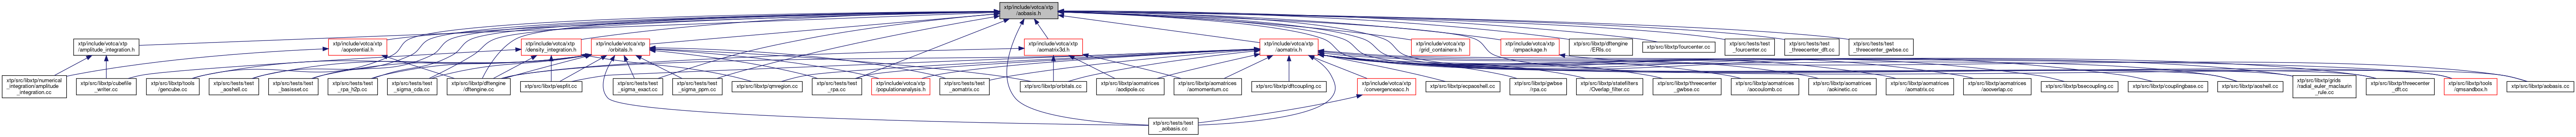 xtp/include/votca/xtp
/aobasis.h
xtp/include/votca/xtp
/amplitude_integration.h
xtp/include/votca/xtp
/aopotential.h
xtp/include/votca/xtp
/density_integration.h
xtp/include/votca/xtp
/orbitals.h
xtp/include/votca/xtp
/aomatrix3d.h
xtp/include/votca/xtp
/aomatrix.h
xtp/include/votca/xtp
/grid_containers.h
xtp/include/votca/xtp
/qmpackage.h
xtp/src/libxtp/dftengine
/ERIs.cc
xtp/src/libxtp/fourcenter.cc
xtp/src/tests/test
_fourcenter.cc
xtp/src/tests/test
_threecenter_dft.cc
xtp/src/tests/test
_threecenter_gwbse.cc
xtp/src/libxtp/numerical
_integration/amplitude
_integration.cc
xtp/src/libxtp/cubefile
_writer.cc
xtp/src/libxtp/tools
/gencube.cc
xtp/src/tests/test
_aoshell.cc
xtp/src/tests/test
_basisset.cc
xtp/src/tests/test
_rpa_h2p.cc
xtp/src/tests/test
_sigma_cda.cc
xtp/src/libxtp/dftengine
/dftengine.cc
xtp/src/libxtp/espfit.cc
xtp/src/tests/test
_sigma_exact.cc
xtp/src/tests/test
_sigma_ppm.cc
xtp/src/libxtp/qmregion.cc
xtp/src/tests/test
_rpa.cc
xtp/include/votca/xtp
/populationanalysis.h
xtp/src/tests/test
_aomatrix.cc
xtp/src/libxtp/orbitals.cc
xtp/src/libxtp/aomatrices
/aodipole.cc
xtp/src/libxtp/aomatrices
/aomomentum.cc
xtp/src/libxtp/dftcoupling.cc
xtp/include/votca/xtp
/convergenceacc.h
xtp/src/libxtp/ecpaoshell.cc
xtp/src/libxtp/gwbse
/rpa.cc
xtp/src/libxtp/statefilters
/Overlap_filter.cc
xtp/src/libxtp/threecenter
_gwbse.cc
xtp/src/libxtp/aomatrices
/aocoulomb.cc
xtp/src/libxtp/aomatrices
/aokinetic.cc
xtp/src/libxtp/aomatrices
/aomatrix.cc
xtp/src/libxtp/aomatrices
/aooverlap.cc
xtp/src/libxtp/bsecoupling.cc
xtp/src/libxtp/couplingbase.cc
xtp/src/libxtp/aoshell.cc
xtp/src/libxtp/grids
/radial_euler_maclaurin
_rule.cc
xtp/src/libxtp/threecenter
_dft.cc
xtp/src/libxtp/tools
/qmsandbox.h
xtp/src/libxtp/aobasis.cc
xtp/src/tests/test
_aobasis.cc